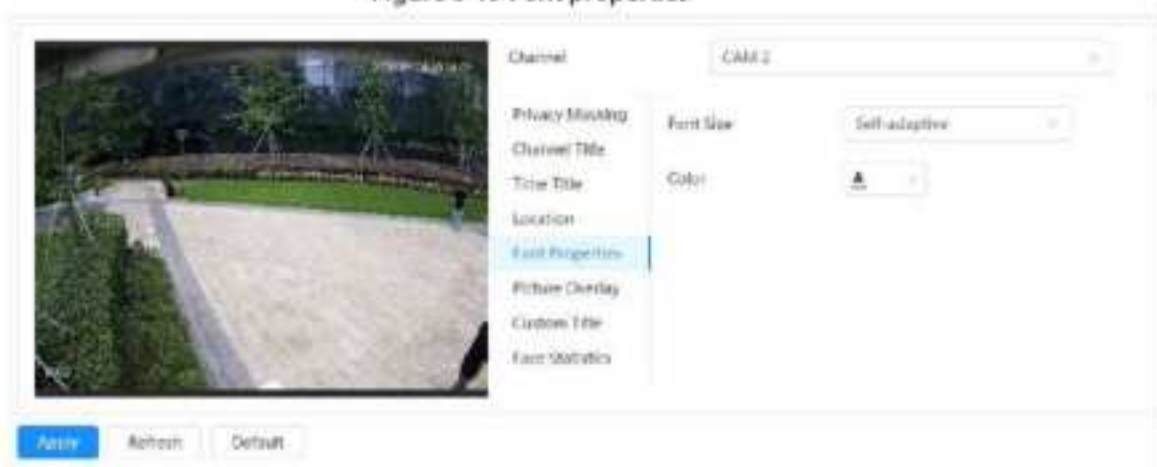 Font properties
Channel
CAM 2
Privacy Masking
Font Size
Self-adaptive
Channel Title
Time Title
Color
A
Location
Font Properties
Picture Overlay
Custom Title
Face Statistics
Apply
Refresh
Default